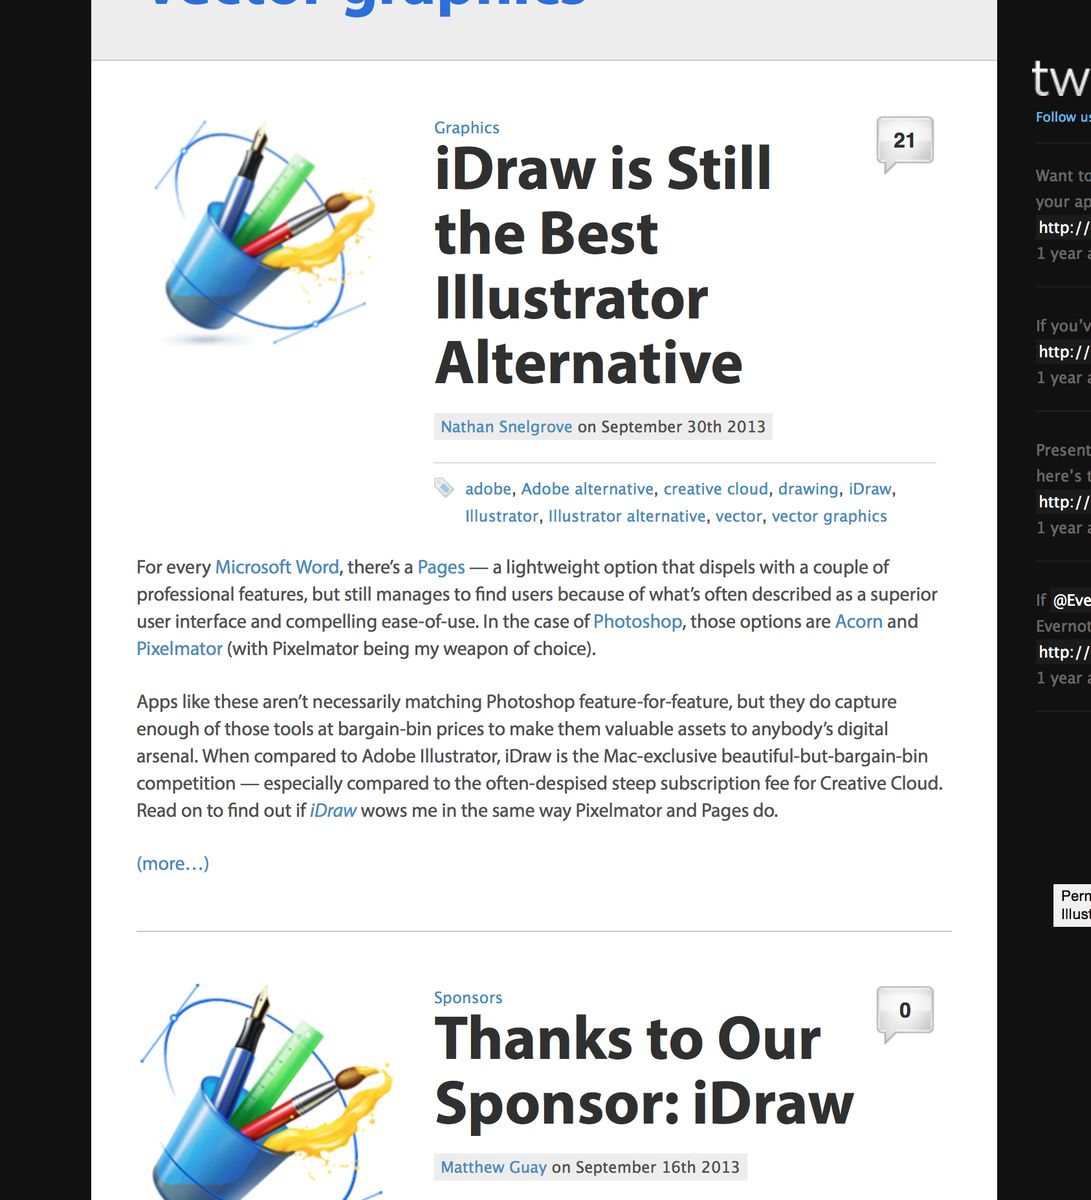 vector graphics
Graphics
21
iDraw is Still
the Best
Illustrator
Alternative
Nathan Snelgrove on September 30th 2013
adobe, Adobe alternative, creative cloud, drawing, iDraw,
Illustrator, Illustrator alternative, vector, vector graphics
For every Microsoft Word, there’s a Pages — a lightweight option that dispels with a couple of
professional features, but still manages to find users because of what’s often described as a superior
user interface and compelling ease-of-use. In the case of Photoshop, those options are Acorn and
Pixelmator (with Pixelmator being my weapon of choice).
Apps like these aren’t necessarily matching Photoshop feature-for-feature, but they do capture
enough of those tools at bargain-bin prices to make them valuable assets to anybody’s digital
arsenal. When compared to Adobe Illustrator, iDraw is the Mac-exclusive beautiful-but-bargain-bin
competition — especially compared to the often-despised steep subscription fee for Creative Cloud.
Read on to find out if iDraw wows me in the same way Pixelmator and Pages do.
(more…)
Sponsors
0
Thanks to Our
Sponsor: iDraw
Matthew Guay on September 16th 2013
tw
Follow us
Want to
your ap
http://
1 year a
If you’v
http://
1 year a
Present
here’s t
http://
1 year a
If @Eve
Evernot
http://
1 year a
Perm
Illust